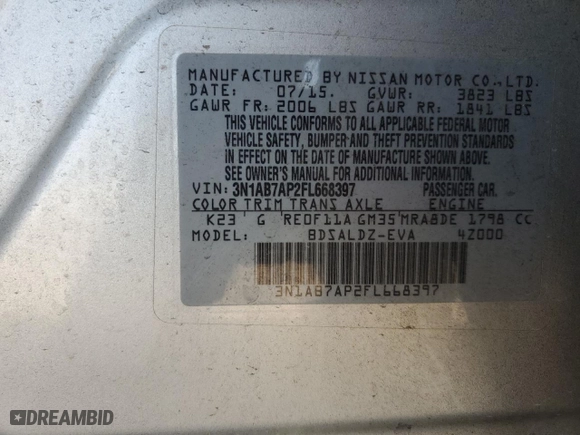 MANUFACTURED BY NISSAN MOTOR CO.,LTD.
DATE: 07/15. GVWR: 3823 LBS
GAWR FR: 2006 LBS GAWR RR: 1841 LBS
THIS VEHICLE CONFORMS TO ALL APPLICABLE FEDERAL MOTOR
VEHICLE SAFETY, BUMPER AND THEFT PREVENTION STANDARDS
IN EFFECT ON THE DATE OF MANUFACTURE SHOWN ABOVE.
SEE OWNER'S MANUAL FOR ADDITIONAL INFORMATION.
VIN: 3N1AB7AP2FL668397 PASSENGER CAR.
COLOR TRIM TRANS AXLE ENGINE
K23 G RE0F11A GM35 MRA8DE 1798 CC
MODEL: BDSALDZ-EVA 4Z000
3N1AB7AP2FL668397
DREAMBID